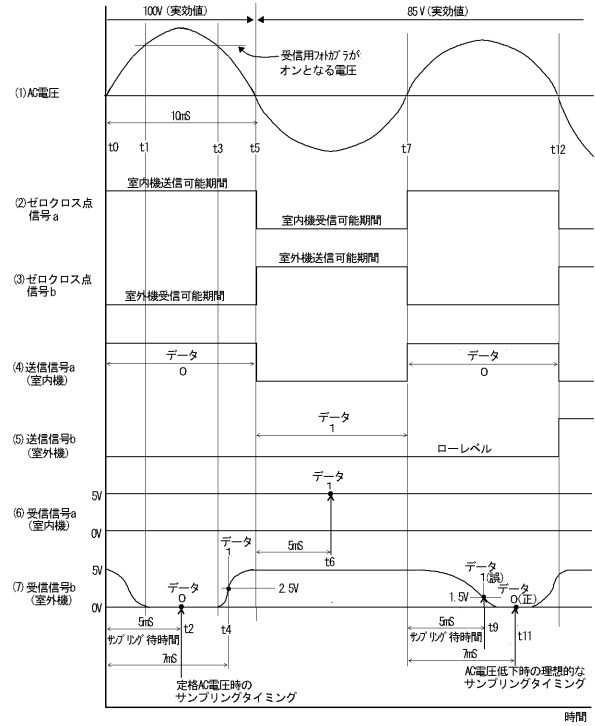 100V (実効値)
85V (実効値)
受信用フォトカプラが
オンとなる電圧
(1)AC電圧
10mS
t0
t1
t3
t5
t7
t12
室内機送信可能期間
(2)ゼロクロス点
信号a
室内機受信可能期間
室外機送信可能期間
(3)ゼロクロス点
信号b
室外機受信可能期間
(4)送信信号a
(室内機)
データ
0
データ
0
データ
1
(5)送信信号b
(室外機)
ローレベル
データ
1
5V
(6)受信信号a
(室内機)
0V
5mS
t6
データ
1
5V
(7)受信信号b
(室外機)
0V
データ
0
2.5V
データ
1(誤)
1.5V
データ
0(正)
5mS
t2
t4
サンプリング待時間
7mS
5mS
t9
t11
サンプリング待時間
7mS
定格AC電圧時の
サンプリングタイミング
AC電圧低下時の理想的な
サンプリングタイミング
時間